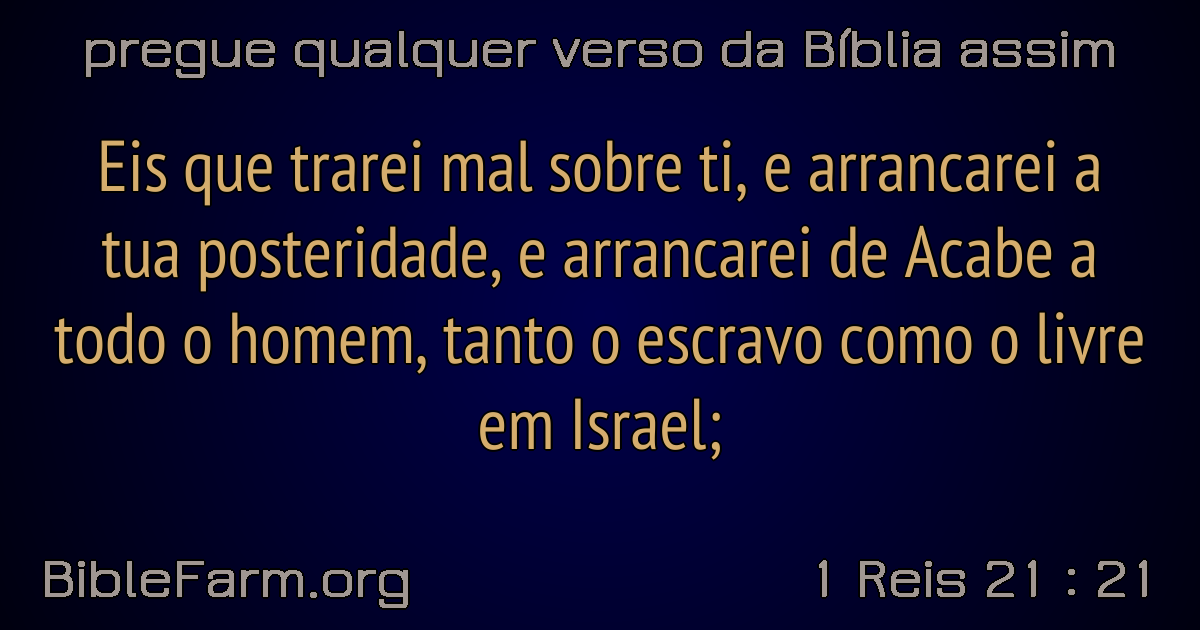 pregue qualquer verso da Bíblia assim
Eis que trarei mal sobre ti, e arrancarei a
tua posteridade, e arrancarei de Acabe a
todo o homem, tanto o escravo como o livre
em Israel;
BibleFarm.org
1 Reis 21 : 21